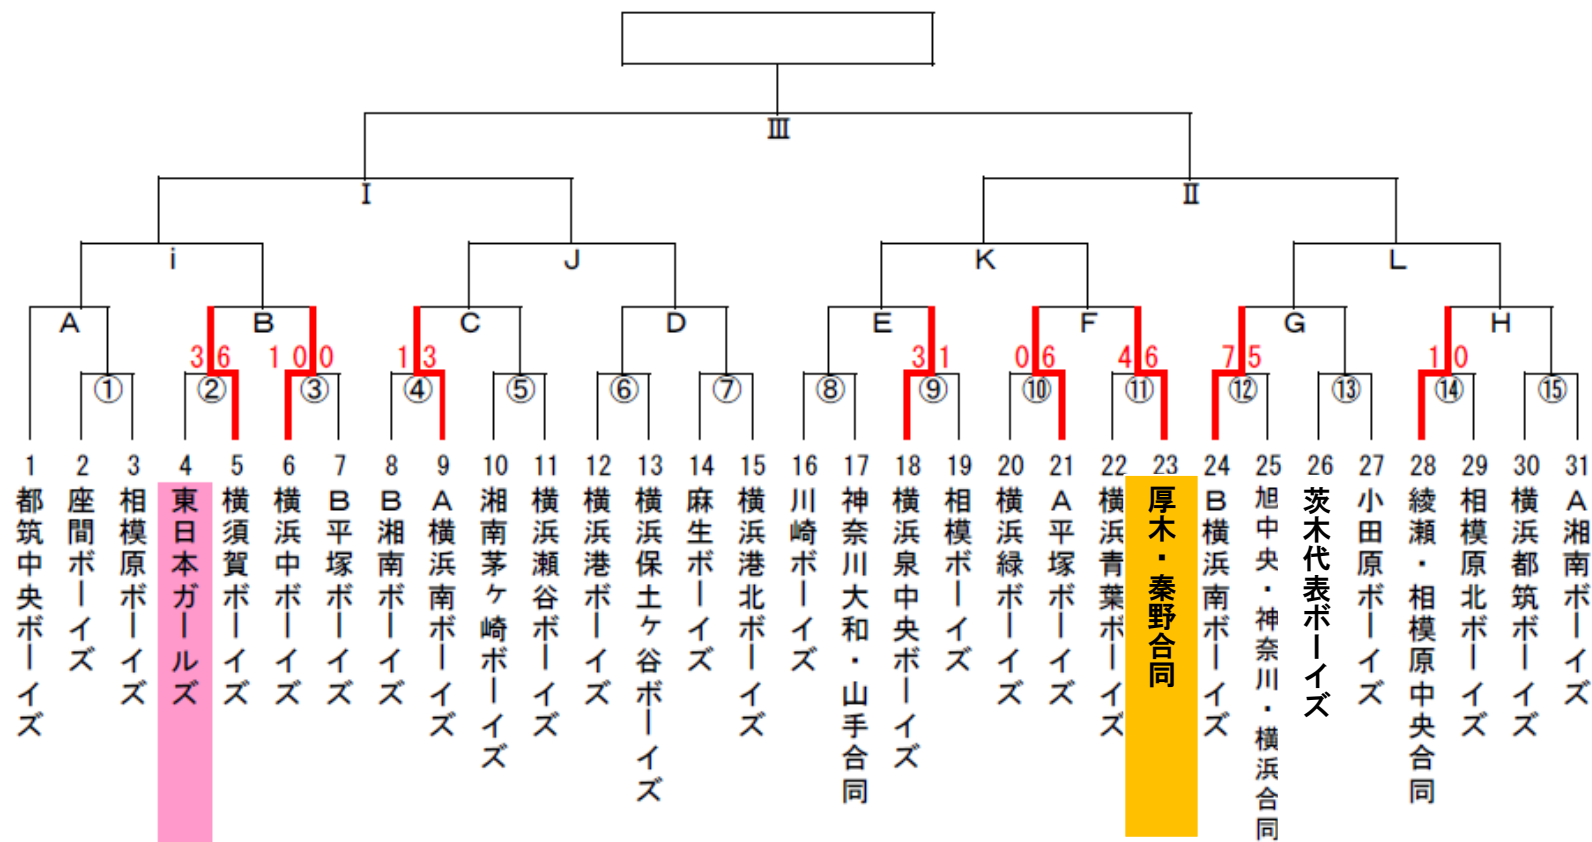 Ⅲ
Ⅰ
Ⅱ
i
J
K
L
A
B
C
D
E
F
G
H
3 6
1 0 0
1 3
3 1
0 6
4 6
7 5
1 0
①
②
③
④
⑤
⑥
⑦
⑧
⑨
⑩
⑪
⑫
⑬
⑭
⑮
1 都筑中央ボーイズ
2 座間ボーイズ
3 相模原ボーイズ
4 東日本ガールズ
5 横須賀ボーイズ
6 横浜中ボーイズ
7 B平塚ボーイズ
8 B湘南ボーイズ
9 A横浜南ボーイズ
10 湘南茅ケ崎ボーイズ
11 横浜瀬谷ボーイズ
12 横浜港ボーイズ
13 横浜保土ケ谷ボーイズ
14 麻生ボーイズ
15 横浜港北ボーイズ
16 川崎ボーイズ
17 神奈川大和・山手合同
18 横浜泉中央ボーイズ
19 相模ボーイズ
20 横浜緑ボーイズ
21 A平塚ボーイズ
22 横浜青葉ボーイズ
23 厚木・秦野合同
24 B横浜南ボーイズ
25 旭中央・神奈川・横浜合同
26 茨木代表ボーイズ
27 小田原ボーイズ
28 綾瀬・相模原中央合同
29 相模原北ボーイズ
30 横浜都筑ボーイズ
31 A湘南ボーイズ